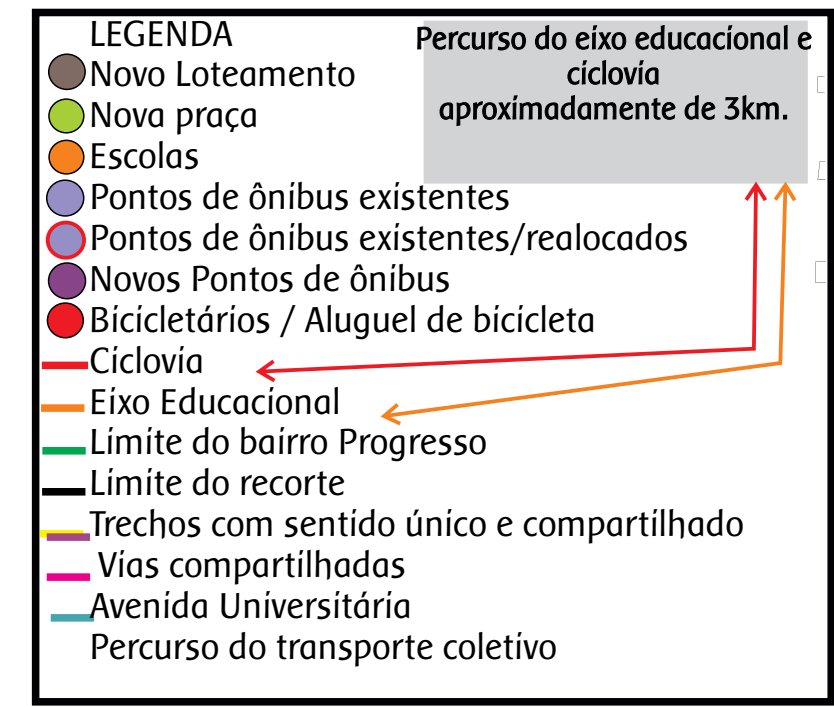 LEGENDA
Novo Loteamento
Nova praça
Escolas
Pontos de ônibus existentes
Pontos de ônibus existentes/realocados
Novos Pontos de ônibus
Bicicletários / Aluguel de bicicleta
Ciclovia
Eixo Educacional
Limite do bairro Progresso
Limite do recorte
Trechos com sentido único e compartilhado
Vias compartilhadas
Avenida Universitária
Percurso do transporte coletivo
Percurso do eixo educacional e
ciclovia
aproximadamente de 3km.